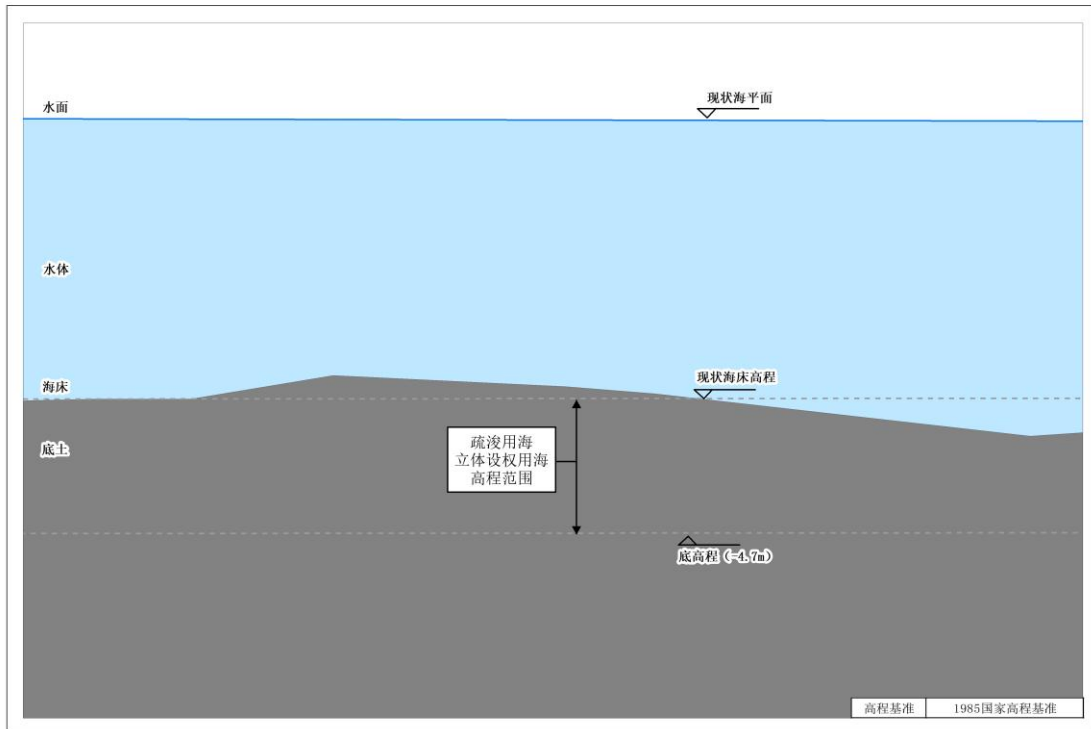 水面
现状海平面
水体
现状海床高程
海床
底土
疏浚用海
立体设权用海
高程范围
底高程（-4.7m）
高程基准 1985国家高程基准